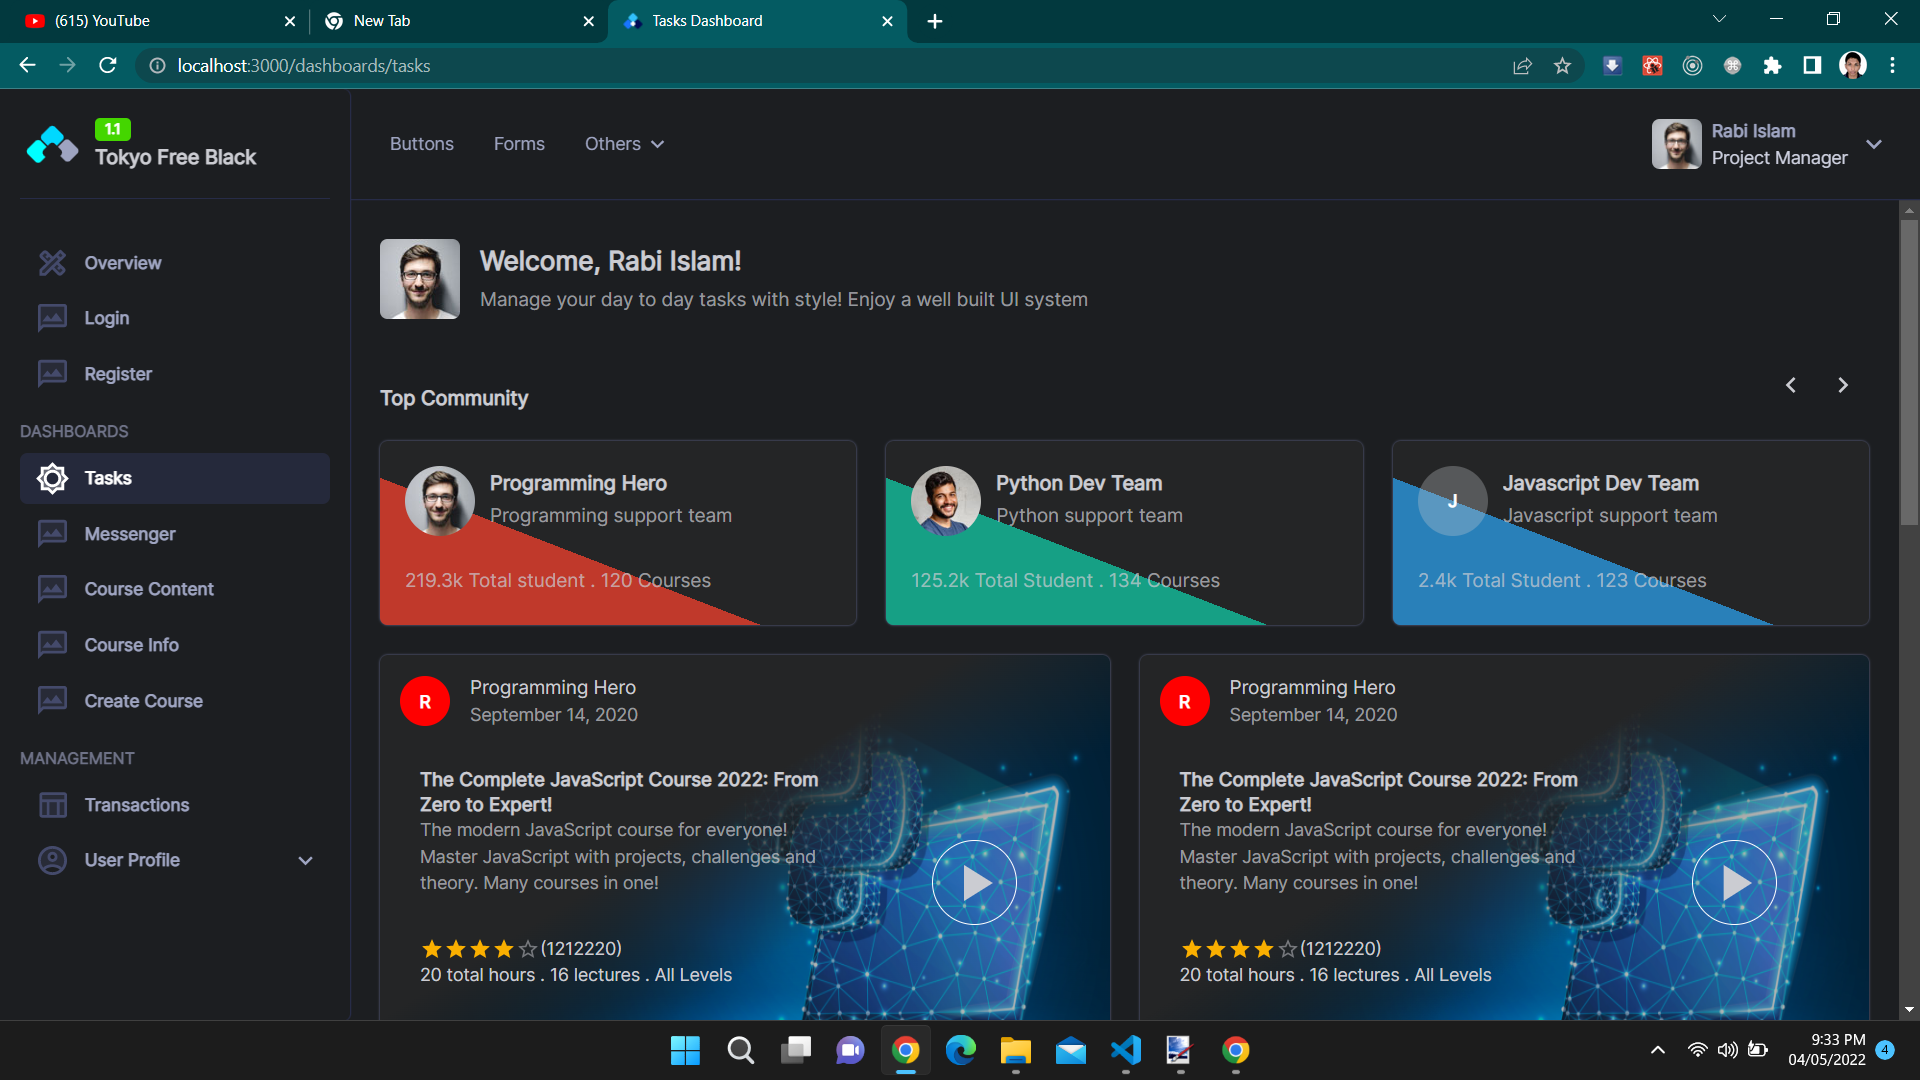 (615) YouTube
New Tab
Tasks Dashboard
localhost:3000/dashboards/tasks
1.1
Tokyo Free Black
Buttons
Forms
Others
Rabi Islam
Project Manager
Overview
Login
Register
DASHBOARDS
Tasks
Messenger
Course Content
Course Info
Create Course
MANAGEMENT
Transactions
User Profile
Welcome, Rabi Islam!
Manage your day to day tasks with style! Enjoy a well built UI system
Top Community
Programming Hero
Programming support team
219.3k Total student . 120 Courses
Python Dev Team
Python support team
125.2k Total Student . 134 Courses
J
Javascript Dev Team
Javascript support team
2.4k Total Student . 123 Courses
R
Programming Hero
September 14, 2020
The Complete JavaScript Course 2022: From
Zero to Expert!
The modern JavaScript course for everyone!
Master JavaScript with projects, challenges and
theory. Many courses in one!
(1212220)
20 total hours . 16 lectures . All Levels
R
Programming Hero
September 14, 2020
The Complete JavaScript Course 2022: From
Zero to Expert!
The modern JavaScript course for everyone!
Master JavaScript with projects, challenges and
theory. Many courses in one!
(1212220)
20 total hours . 16 lectures . All Levels
9:33 PM
04/05/2022
4